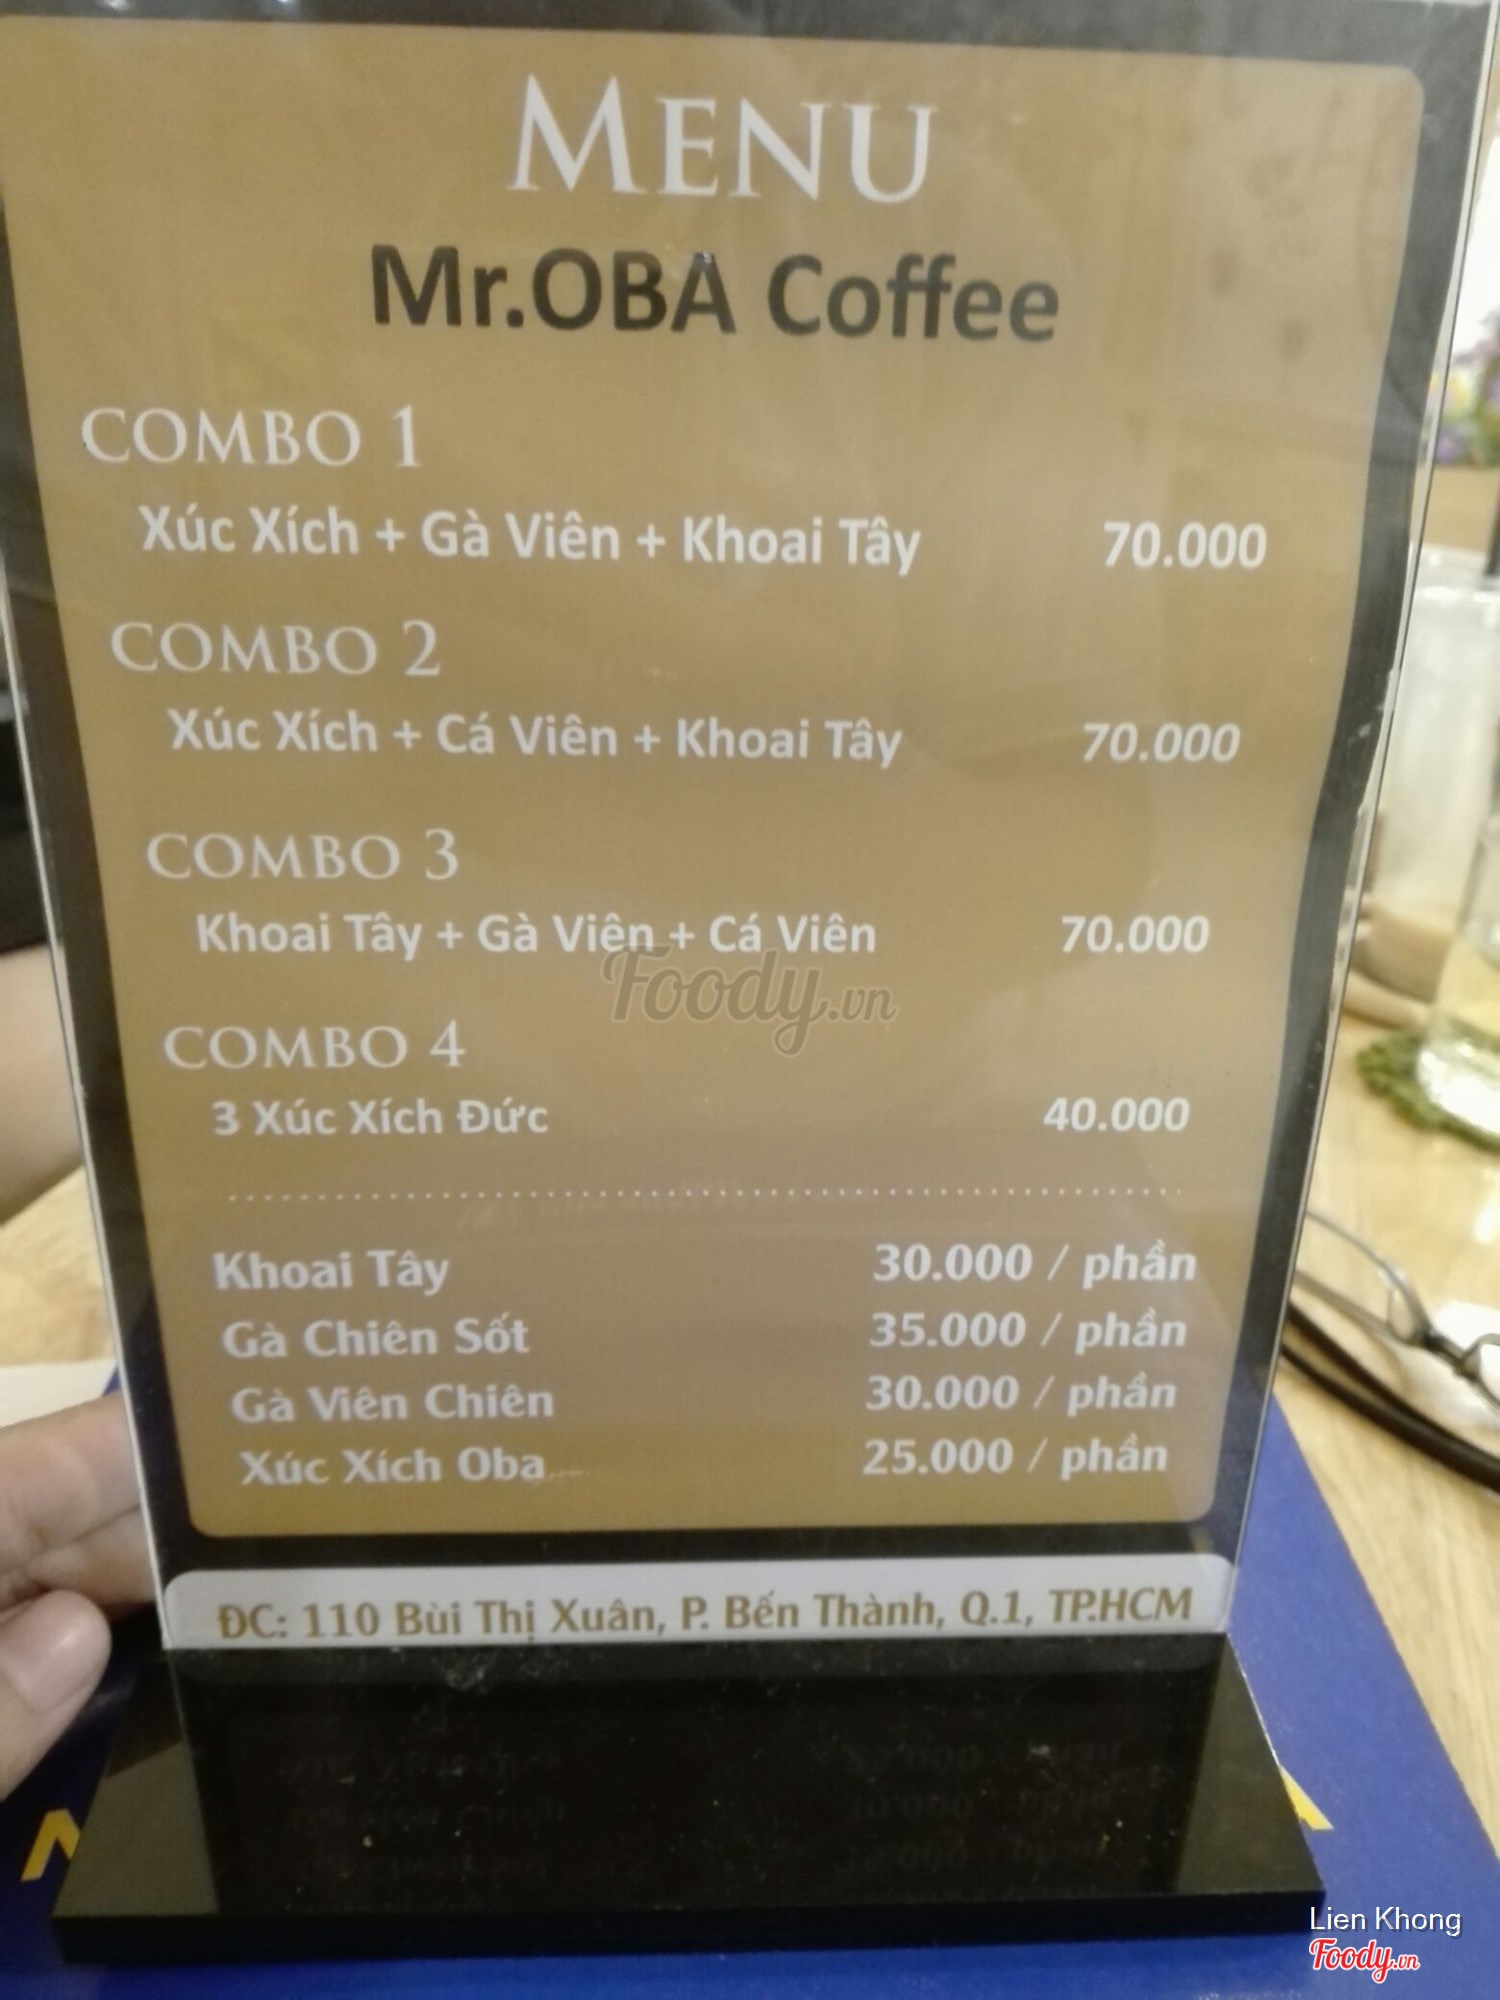 MENU
Mr.OBA Coffee
COMBO 1
Xúc Xích + Gà Viên + Khoai Tây 70.000
COMBO 2
Xúc Xích + Cá Viên + Khoai Tây 70.000
COMBO 3
Khoai Tây + Gà Viên + Cá Viên 70.000
Foody.vn
COMBO 4
3 Xúc Xích Đức 40.000
Khoai Tây 30.000 / phần
Gà Chiên Sốt 35.000 / phần
Gà Viên Chiên 30.000 / phần
Xúc Xích Oba 25.000 / phần
ĐC: 110 Bùi Thị Xuân, P. Bến Thành, Q.1, TP.HCM
Lien Khong
Foody.vn